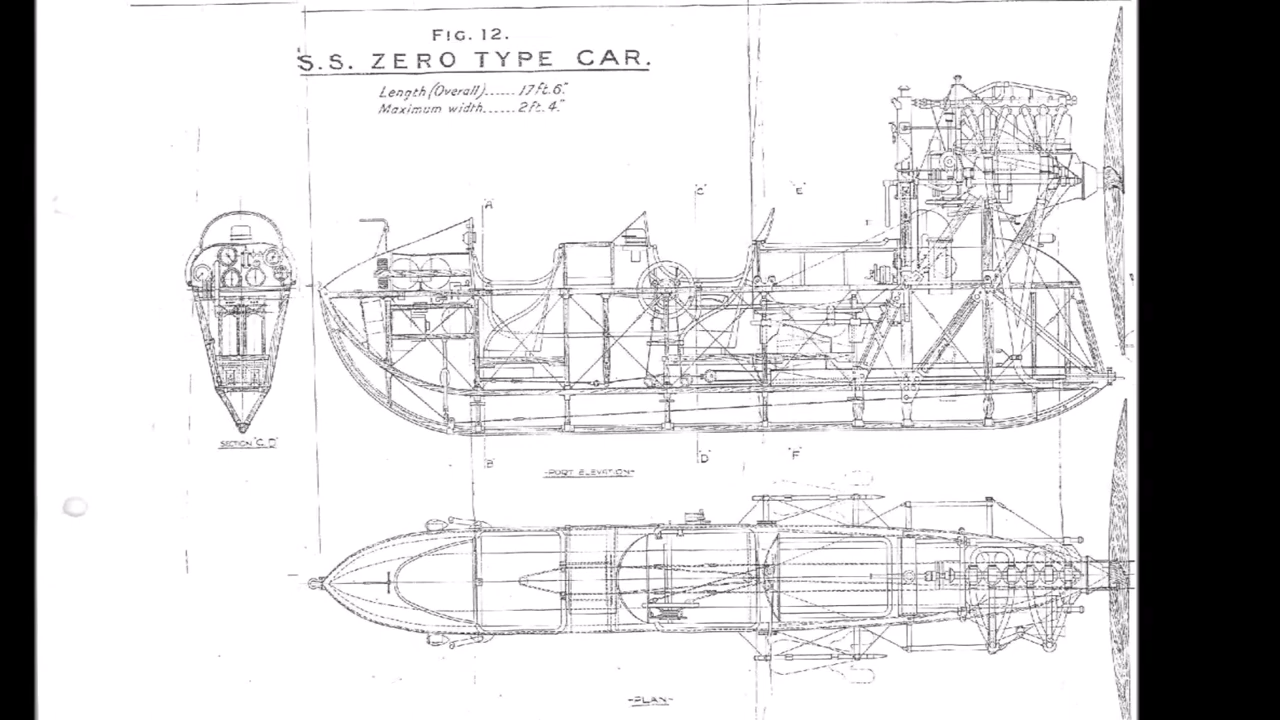 FIG. 12.
S.S. ZERO TYPE CAR.
Length (Overall)...... 17ft. 6."
Maximum width...... 2ft. 4."
'A'
'C'
'E'
SECTION 'C.D'
'B'
'D'
'F'
-PORT ELEVATION-
-PLAN-